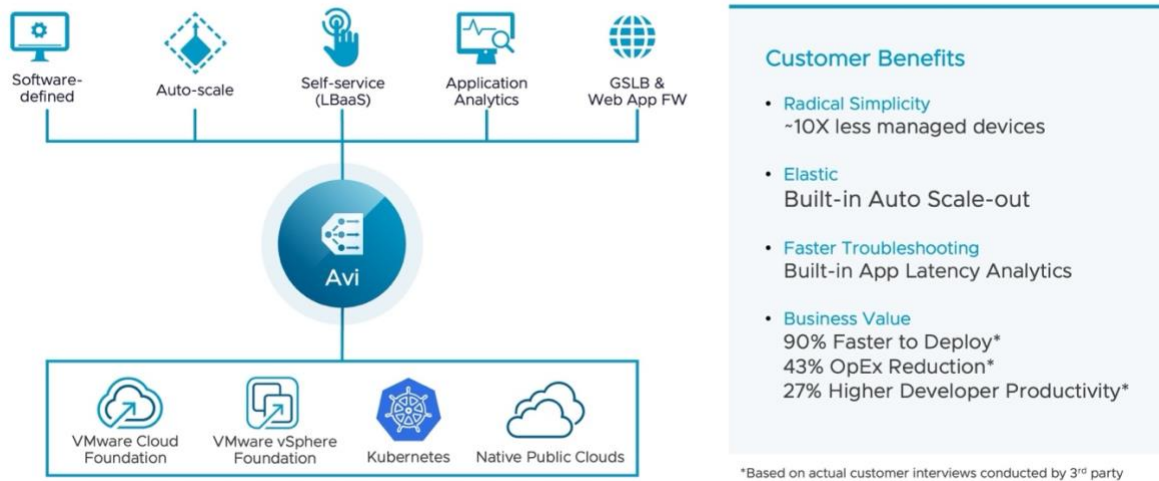 Software-
defined
Auto-scale
Self-service
(LBaaS)
Application
Analytics
GSLB &
Web App FW
Avi
VMware Cloud
Foundation
VMware vSphere
Foundation
Kubernetes
Native Public Clouds
Customer Benefits
• Radical Simplicity
~10X less managed devices
• Elastic
Built-in Auto Scale-out
• Faster Troubleshooting
Built-in App Latency Analytics
• Business Value
90% Faster to Deploy*
43% OpEx Reduction*
27% Higher Developer Productivity*
*Based on actual customer interviews conducted by 3rd party